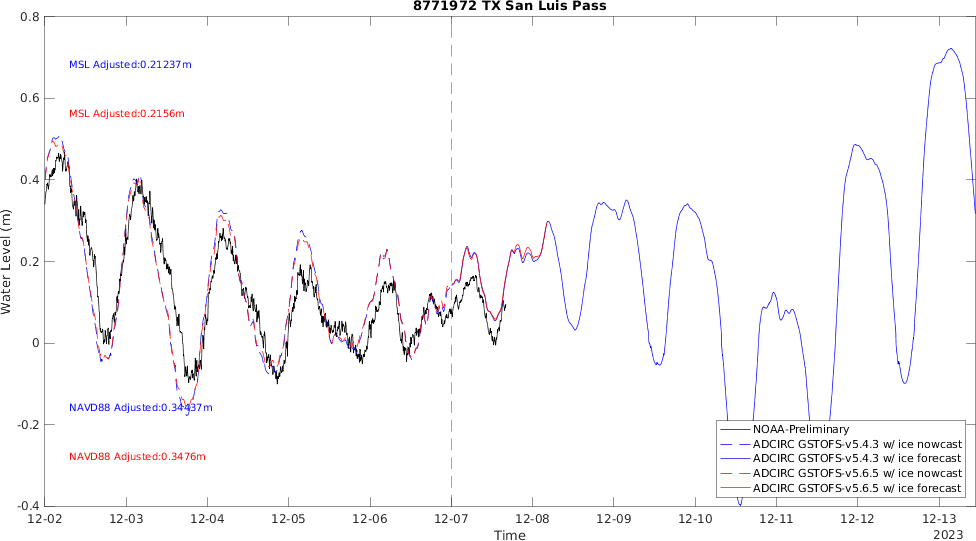 8771972 TX San Luis Pass
0.8
0.6
0.4
0.2
0
-0.2
-0.4
Water Level (m)
MSL Adjusted:0.21237m
MSL Adjusted:0.2156m
NAVD88 Adjusted:0.34437m
NAVD88 Adjusted:0.3476m
NOAA-Preliminary
ADCIRC GSTOFS-v5.4.3 w/ ice nowcast
ADCIRC GSTOFS-v5.4.3 w/ ice forecast
ADCIRC GSTOFS-v5.6.5 w/ ice nowcast
ADCIRC GSTOFS-v5.6.5 w/ ice forecast
12-02 12-03 12-04 12-05 12-06 12-07 12-08 12-09 12-10 12-11 12-12 12-13
Time
2023